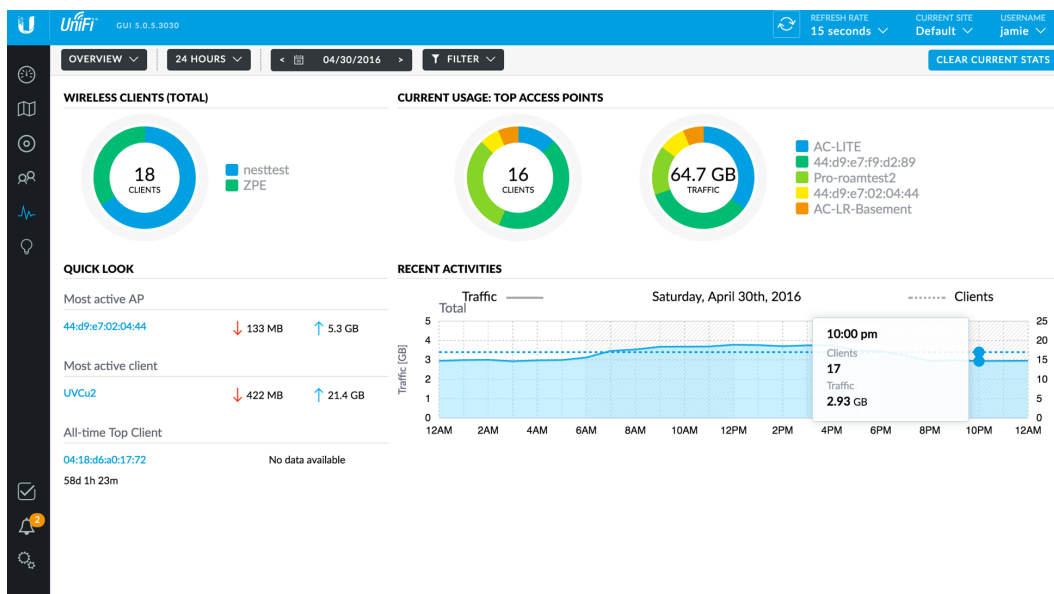 UniFi GUI 5.0.5.3030
REFRESH RATE CURRENT SITE USERNAME
15 seconds Default jamie
OVERVIEW 24 HOURS < 04/30/2016 > FILTER CLEAR CURRENT STATS
WIRELESS CLIENTS (TOTAL)
18
CLIENTS
nesttest
ZPE
CURRENT USAGE: TOP ACCESS POINTS
16
CLIENTS
64.7 GB
TRAFFIC
AC-LITE
44:d9:e7:f9:d2:89
Pro-roamtest2
44:d9:e7:02:04:44
AC-LR-Basement
QUICK LOOK
Most active AP
44:d9:e7:02:04:44 ↓ 133 MB ↑ 5.3 GB
Most active client
UVCu2 ↓ 422 MB ↑ 21.4 GB
All-time Top Client
04:18:d6:a0:17:72 No data available
58d 1h 23m
RECENT ACTIVITIES
Traffic Saturday, April 30th, 2016 Clients
Total
Traffic [GB]
5 25
4 20
3 15
2 10
1 5
0 0
12AM 2AM 4AM 6AM 8AM 10AM 12PM 2PM 4PM 6PM 8PM 10PM 12AM
10:00 pm
Clients
17
Traffic
2.93 GB
2